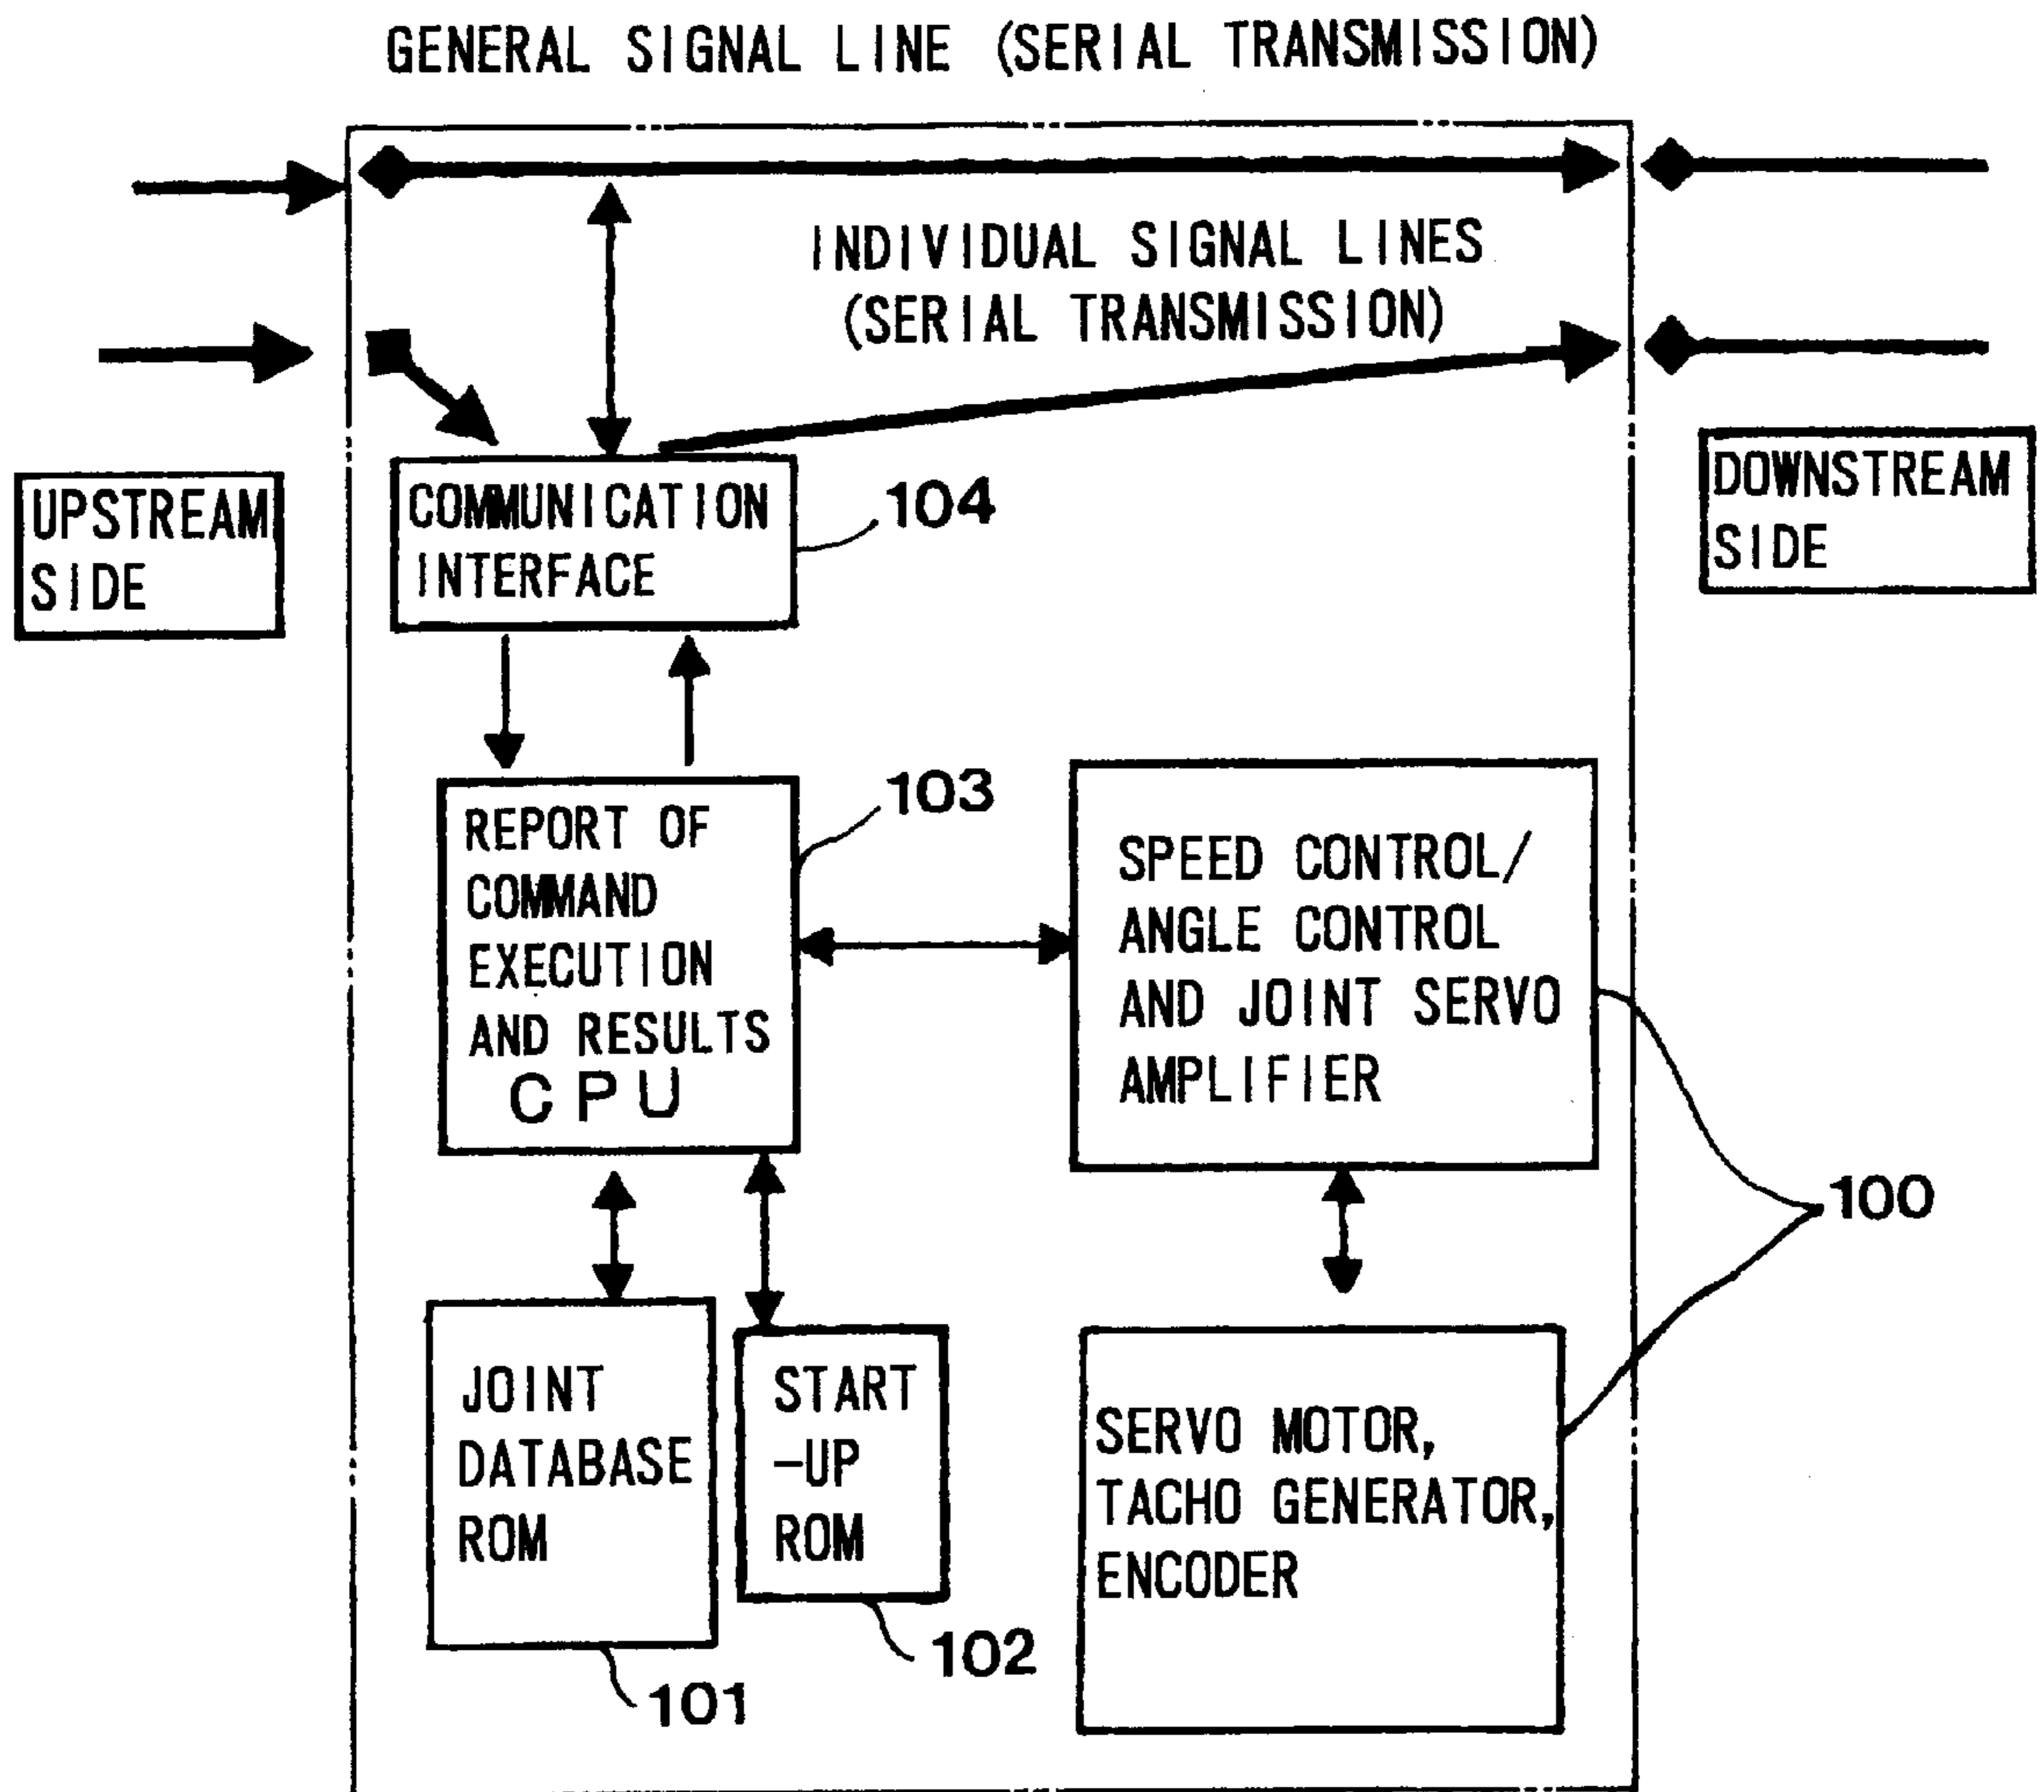 GENERAL SIGNAL LINE (SERIAL TRANSMISSION)
INDIVIDUAL SIGNAL LINES
(SERIAL TRANSMISSION)
UPSTREAM
SIDE
COMMUNICATION
INTERFACE
104
DOWNSTREAM
SIDE
REPORT OF
COMMAND
EXECUTION
AND RESULTS
CPU
103
SPEED CONTROL/
ANGLE CONTROL
AND JOINT SERVO
AMPLIFIER
100
JOINT
DATABASE
ROM
101
START
-UP
ROM
102
SERVO MOTOR,
TACHO GENERATOR,
ENCODER